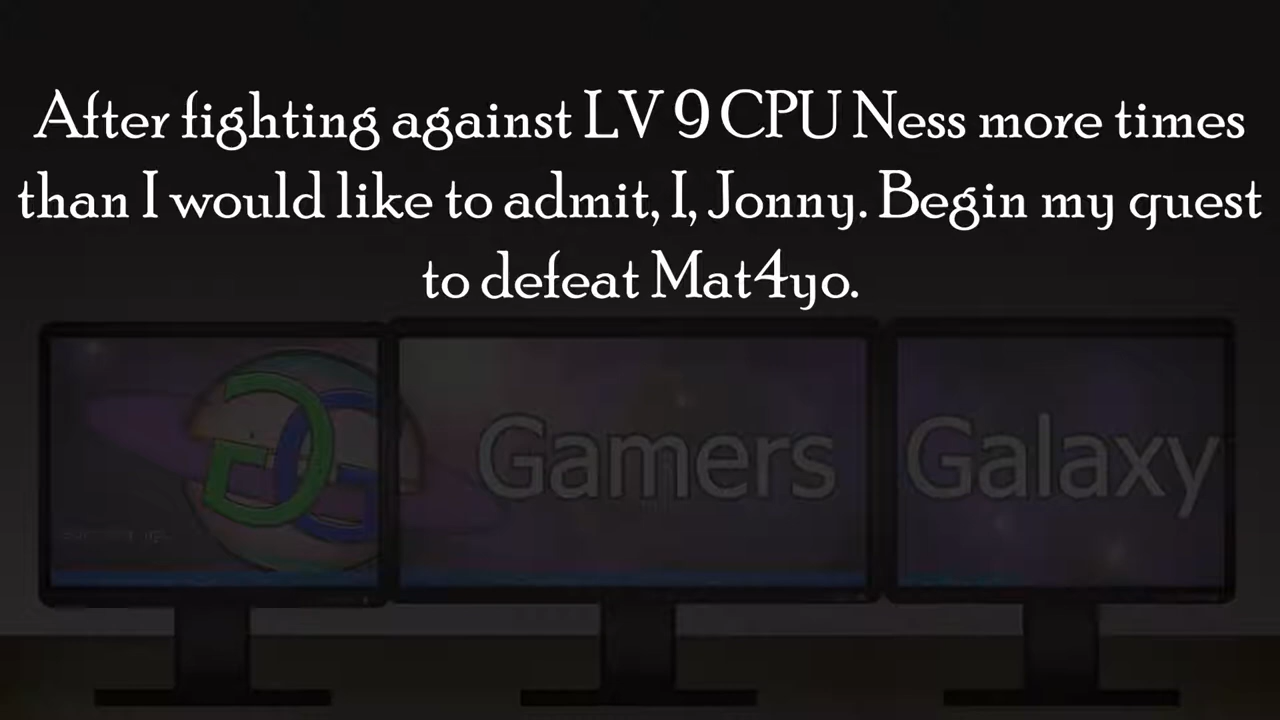 After fighting against LV 9 CPU Ness more times
than I would like to admit, I, Jonny. Begin my quest
to defeat Mat4yo.
GG Gamers Galaxy